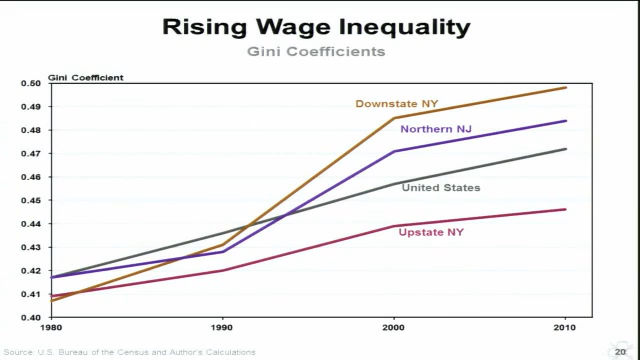 Rising Wage Inequality
Gini Coefficients
Gini Coefficient
0.50
0.49
0.48
0.47
0.46
0.45
0.44
0.43
0.42
0.41
0.40
Downstate NY
Northern NJ
United States
Upstate NY
1980
1990
2000
2010
Source: U.S. Bureau of the Census and Author's Calculations
20